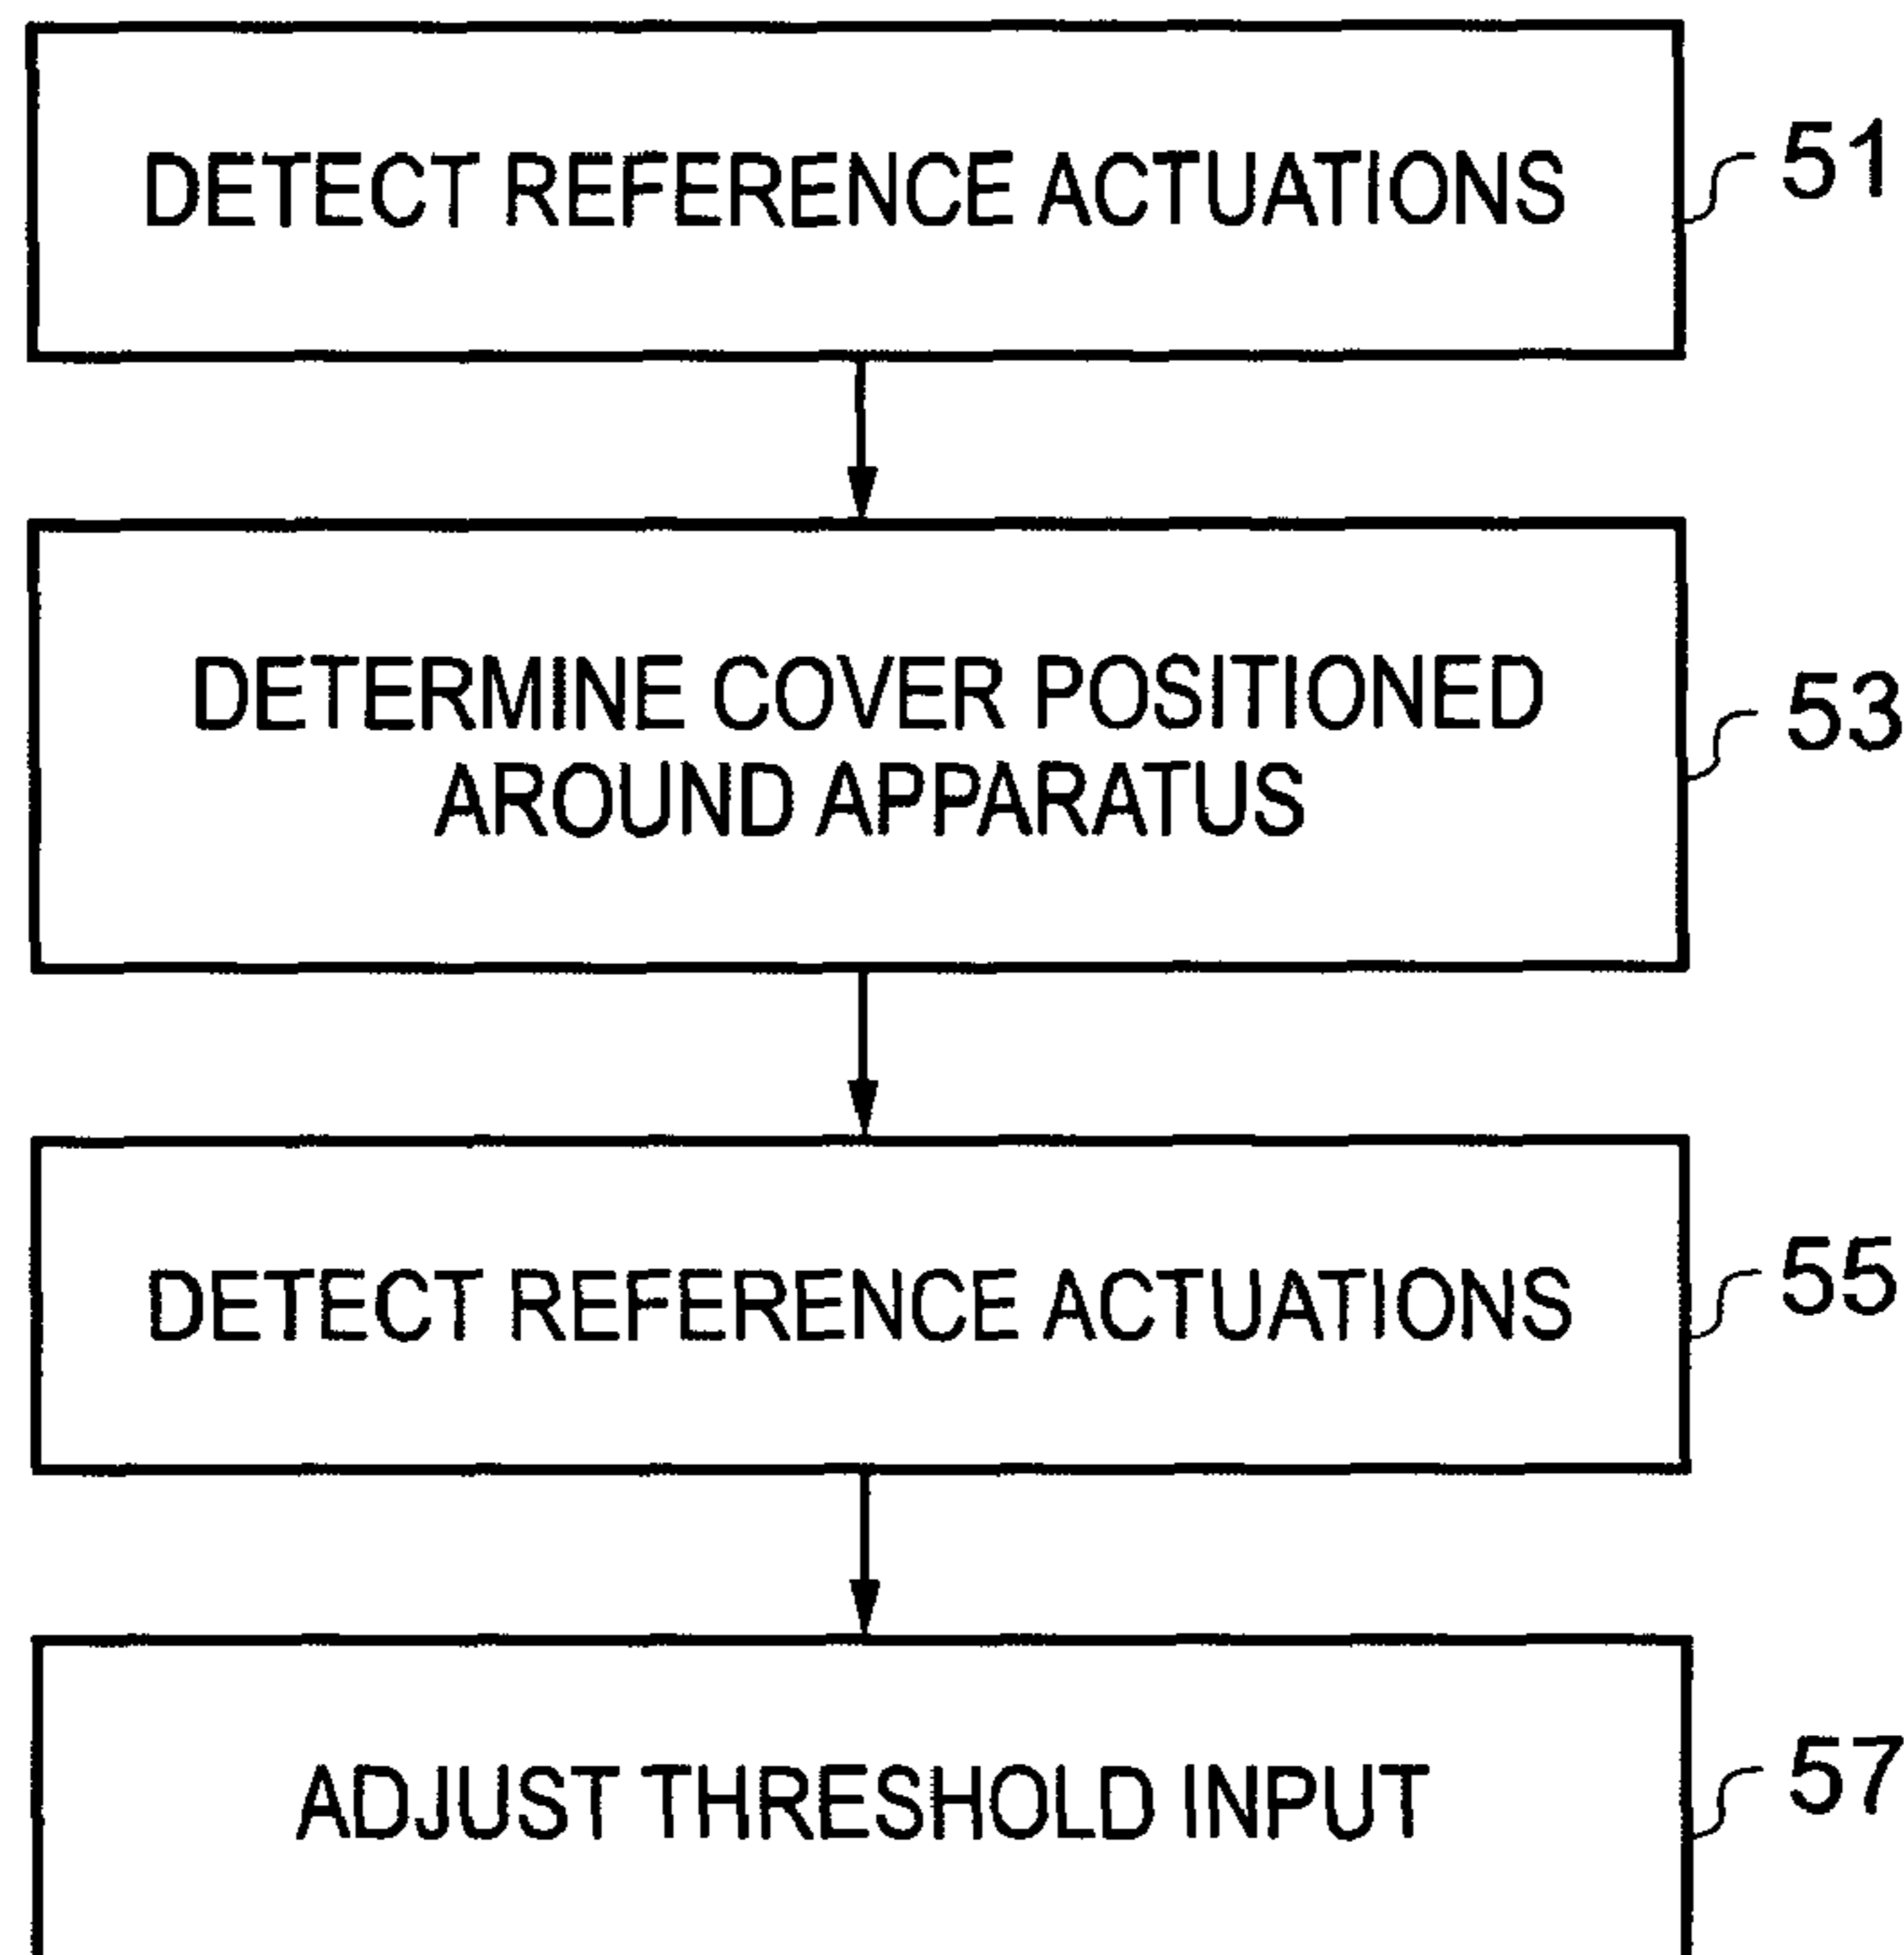 DETECT REFERENCE ACTUATIONS
51
DETERMINE COVER POSITIONED
AROUND APPARATUS
53
DETECT REFERENCE ACTUATIONS
55
ADJUST THRESHOLD INPUT
57